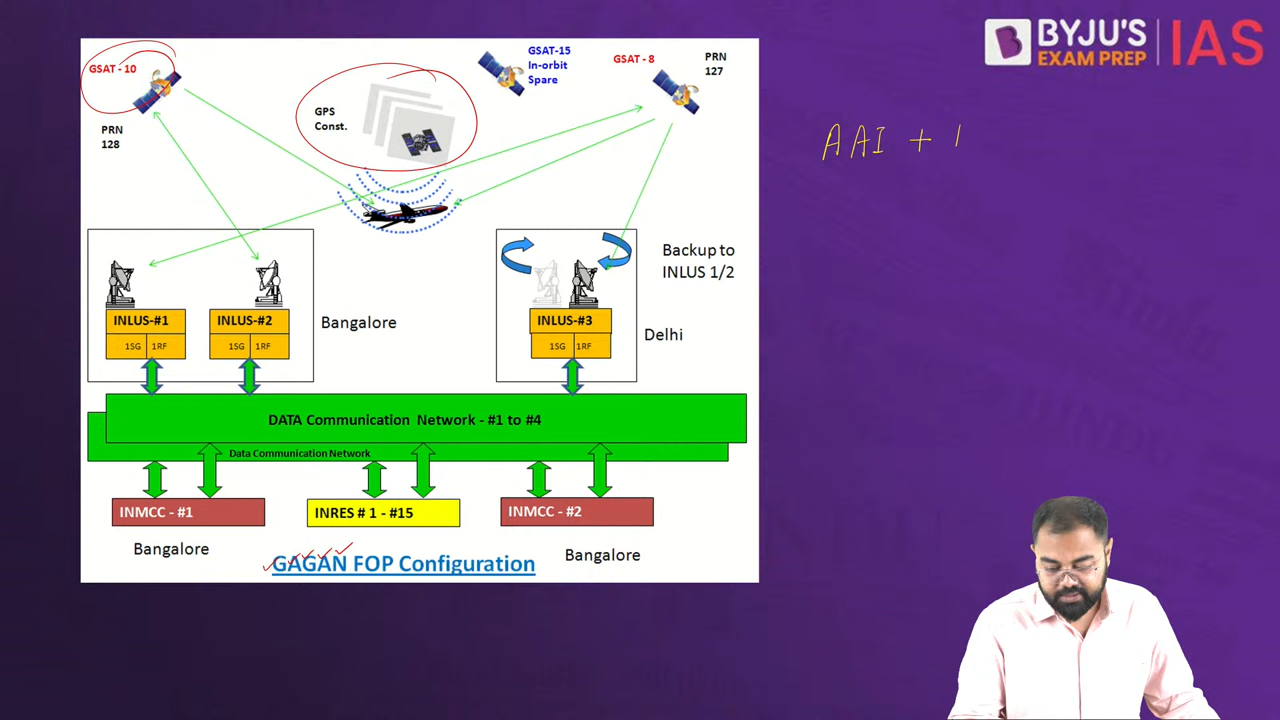 BYJU'S
EXAM PREP
IAS
GSAT - 10
PRN
128
GPS
Const.
GSAT-15
In-orbit
Spare
GSAT - 8
PRN
127
AAI + I
INLUS-#1
1SG 1RF
INLUS-#2
1SG 1RF
Bangalore
INLUS-#3
1SG 1RF
Backup to
INLUS 1/2
Delhi
DATA Communication Network - #1 to #4
Data Communication Network
INMCC - #1
Bangalore
INRES # 1 - #15
INMCC - #2
Bangalore
GAGAN FOP Configuration